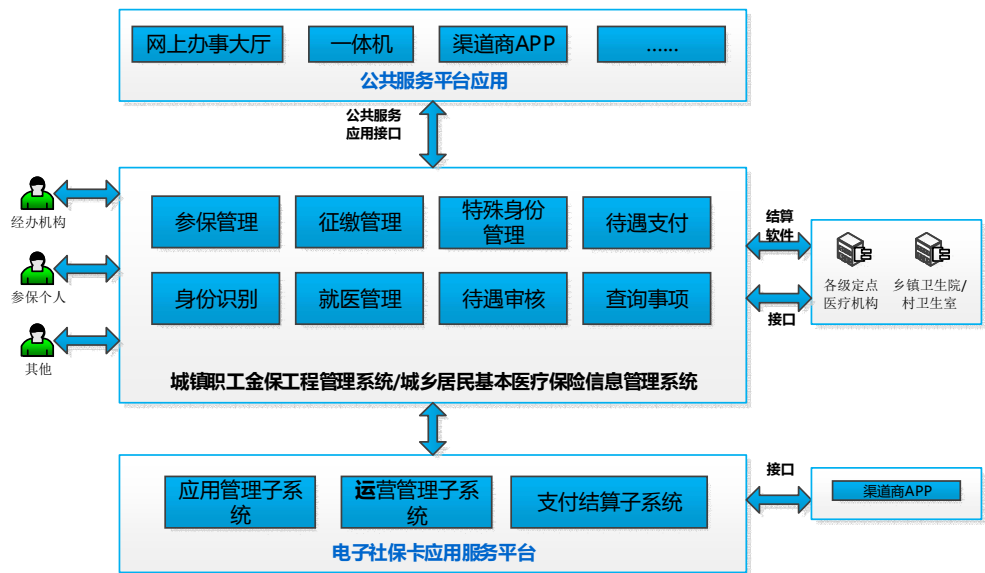 网上办事大厅
一体机
渠道商APP
......
公共服务平台应用
公共服务
应用接口
经办机构
参保个人
其他
参保管理
征缴管理
特殊身份
管理
待遇支付
身份识别
就医管理
待遇审核
查询事项
城镇职工金保工程管理系统/城乡居民基本医疗保险信息管理系统
结算
软件
接口
各级定点
医疗机构
乡镇卫生院/
村卫生室
应用管理子系
统
运营管理子系
统
支付结算子系统
电子社保卡应用服务平台
接口
渠道商APP